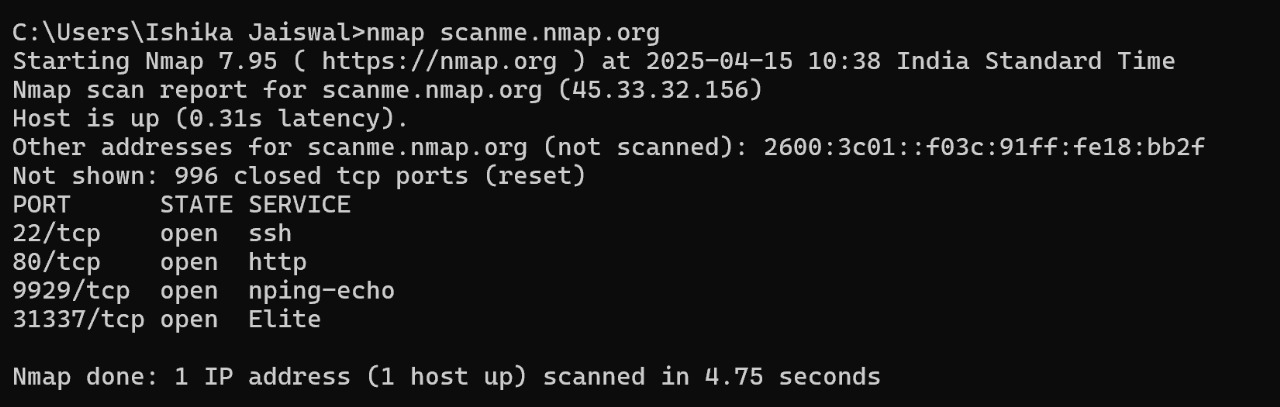 C:\Users\Ishika Jaiswal>nmap scanme.nmap.org
Starting Nmap 7.95 ( https://nmap.org ) at 2025-04-15 10:38 India Standard Time
Nmap scan report for scanme.nmap.org (45.33.32.156)
Host is up (0.31s latency).
Other addresses for scanme.nmap.org (not scanned): 2600:3c01::f03c:91ff:fe18:bb2f
Not shown: 996 closed tcp ports (reset)
PORT      STATE SERVICE
22/tcp    open  ssh
80/tcp    open  http
9929/tcp  open  nping-echo
31337/tcp open  Elite
Nmap done: 1 IP address (1 host up) scanned in 4.75 seconds